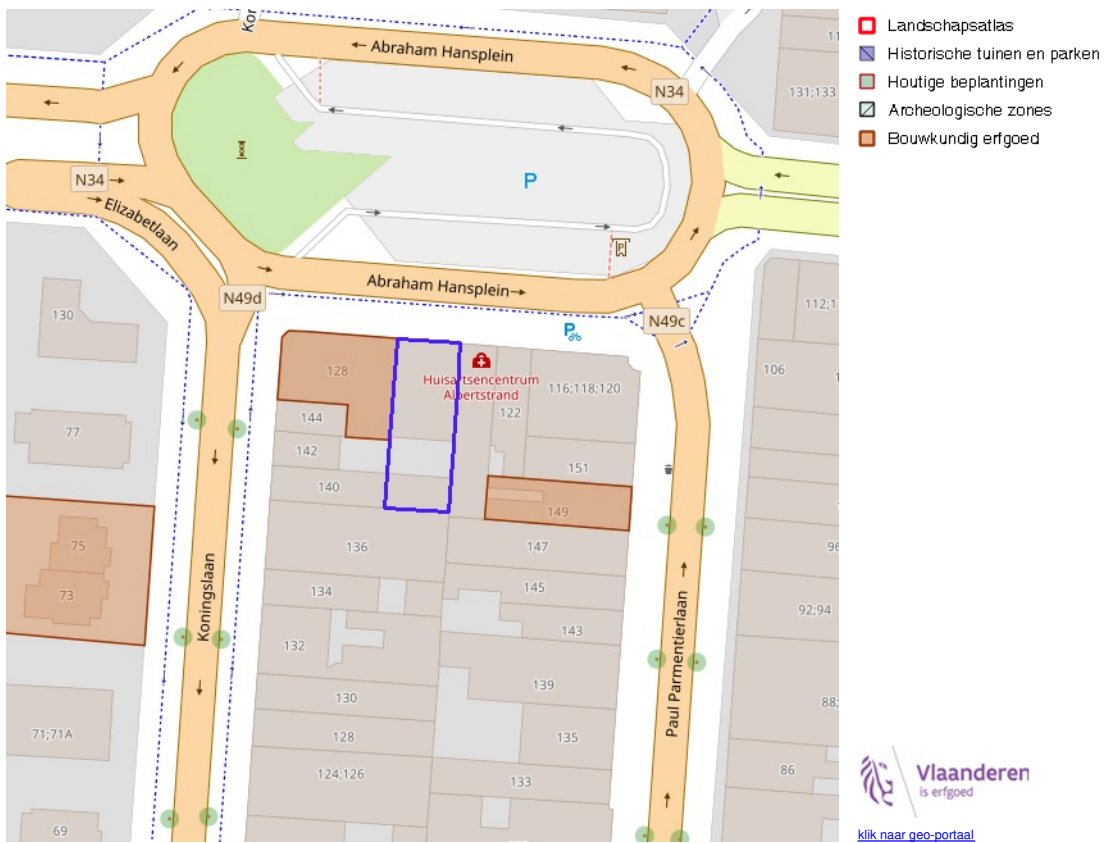 Kon
Abraham Hansplein
N34
131;133
11
P
N34
Elizabetlaan
Abraham Hansplein
N49d
N49c
130
112;1
P
128
Huisartsencentrum
Albertstrand
116;118;120
106
1
144
122
77
142
151
140
149
75
136
147
96
73
134
145
Koningslaan
92;94
143
132
Paul Parmentierlaan
139
130
88;
71;71A
128
135
124;126
133
86
69
Landschapsatlas
Historische tuinen en parken
Houtige beplantingen
Archeologische zones
Bouwkundig erfgoed
Vlaanderen
is erfgoed
klik naar geo-portaal